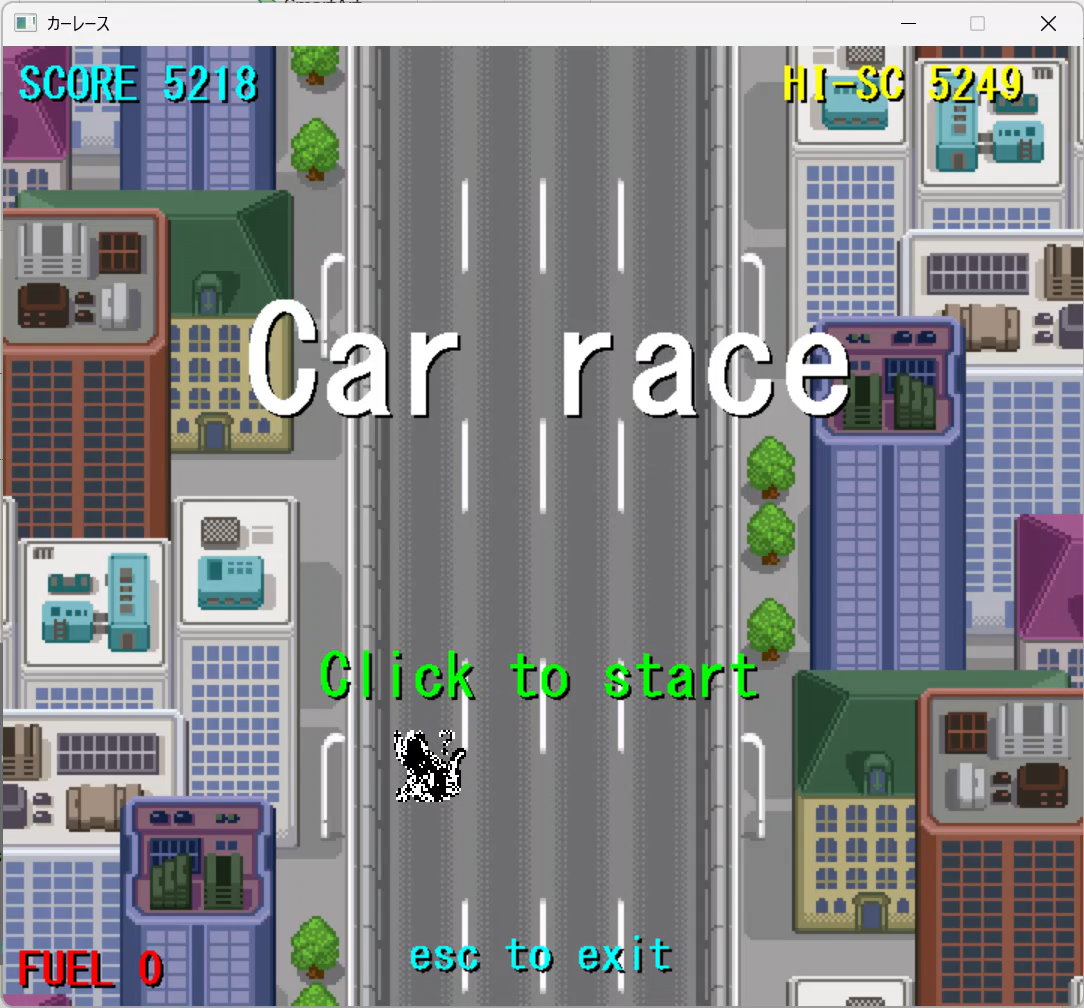 カーレース
SCORE 5218
HI-SC 5249
Car race
Click to start
esc to exit
FUEL 0